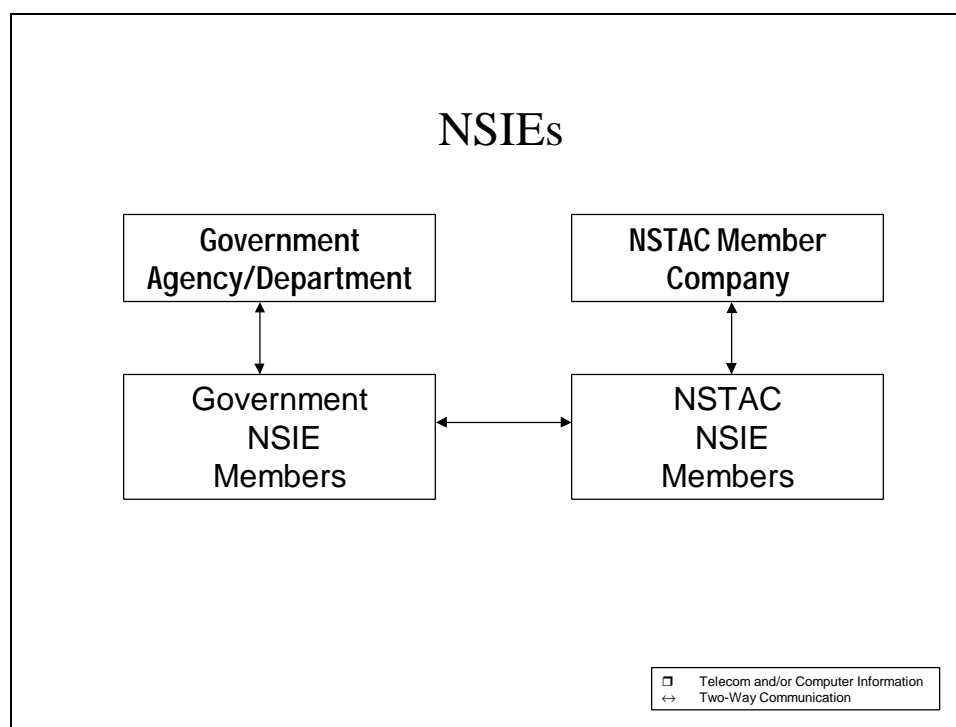 NSIEs
Government
Agency/Department
NSTAC Member
Company
Government
NSIE
Members
NSTAC
NSIE
Members
❒ Telecom and/or Computer Information
↔ Two-Way Communication